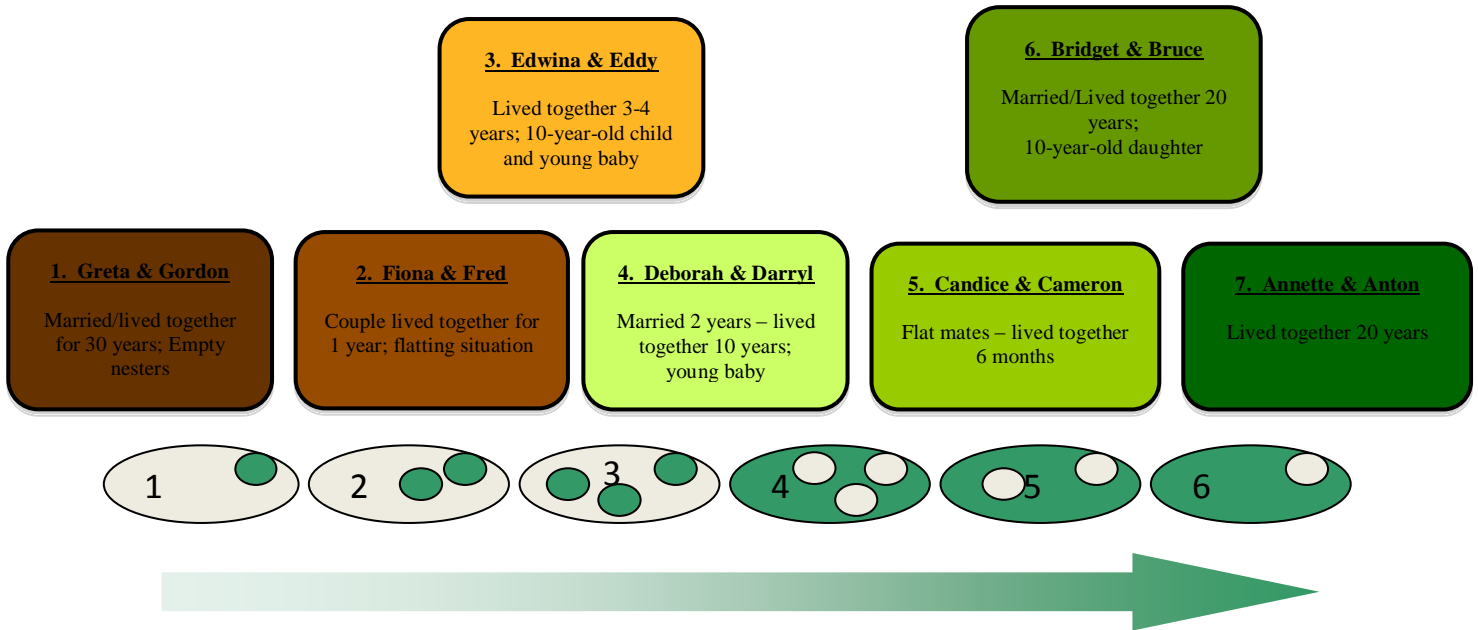 3. Edwina & Eddy
Lived together 3-4
years; 10-year-old child
and young baby
6. Bridget & Bruce
Married/Lived together 20
years;
10-year-old daughter
1. Greta & Gordon
Married/lived together
for 30 years; Empty
nesters
2. Fiona & Fred
Couple lived together for
1 year; flatting situation
4. Deborah & Darryl
Married 2 years – lived
together 10 years;
young baby
5. Candice & Cameron
Flat mates – lived together
6 months
7. Annette & Anton
Lived together 20 years
1
2
3
4
5
6